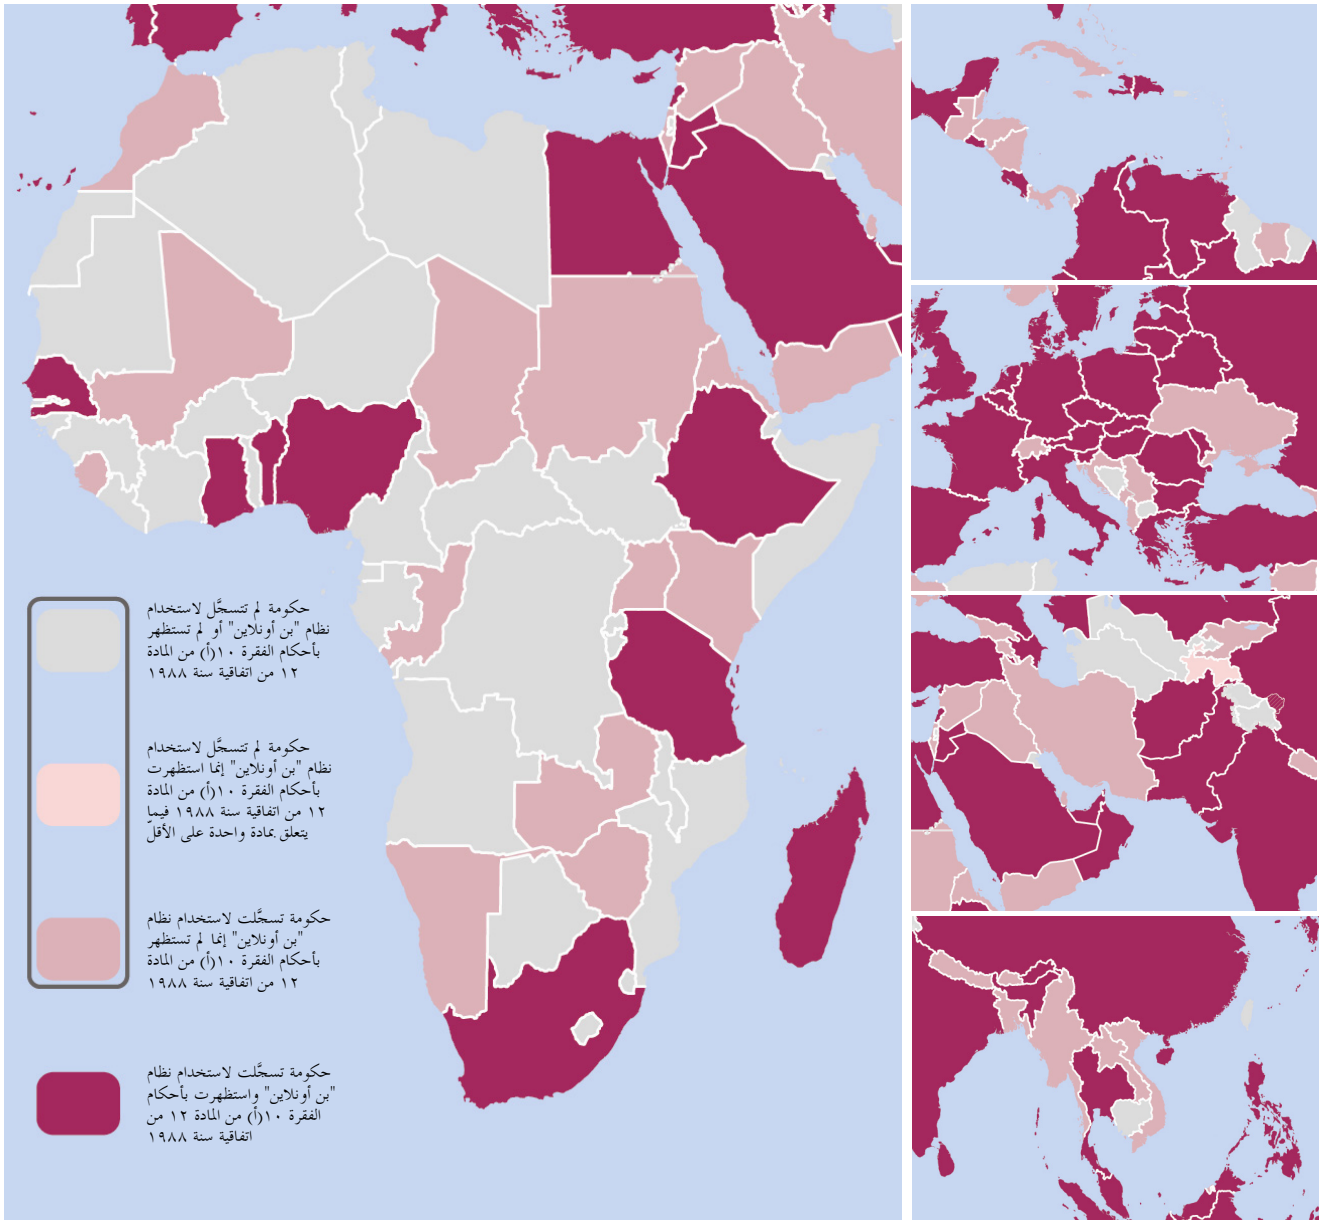 حكومة لم تتسجَّل لاستخدام
نظام "بن أونلاين" أو لم تستظهر
بأحكام الفقرة ١٠(أ) من المادة
١٢ من اتفاقية سنة ١٩٨٨
حكومة لم تتسجَّل لاستخدام
نظام "بن أونلاين" إنما استظهرت
بأحكام الفقرة ١٠(أ) من المادة
١٢ من اتفاقية سنة ١٩٨٨ فيما
يتعلق بمادة واحدة على الأقلّ
حكومة تسجَّلت لاستخدام نظام
"بن أونلاين" إنما لم تستظهر
بأحكام الفقرة ١٠(أ) من المادة
١٢ من اتفاقية سنة ١٩٨٨
حكومة تسجَّلت لاستخدام نظام
"بن أونلاين" واستظهرت بأحكام
الفقرة ١٠(أ) من المادة ١٢ من
اتفاقية سنة ١٩٨٨